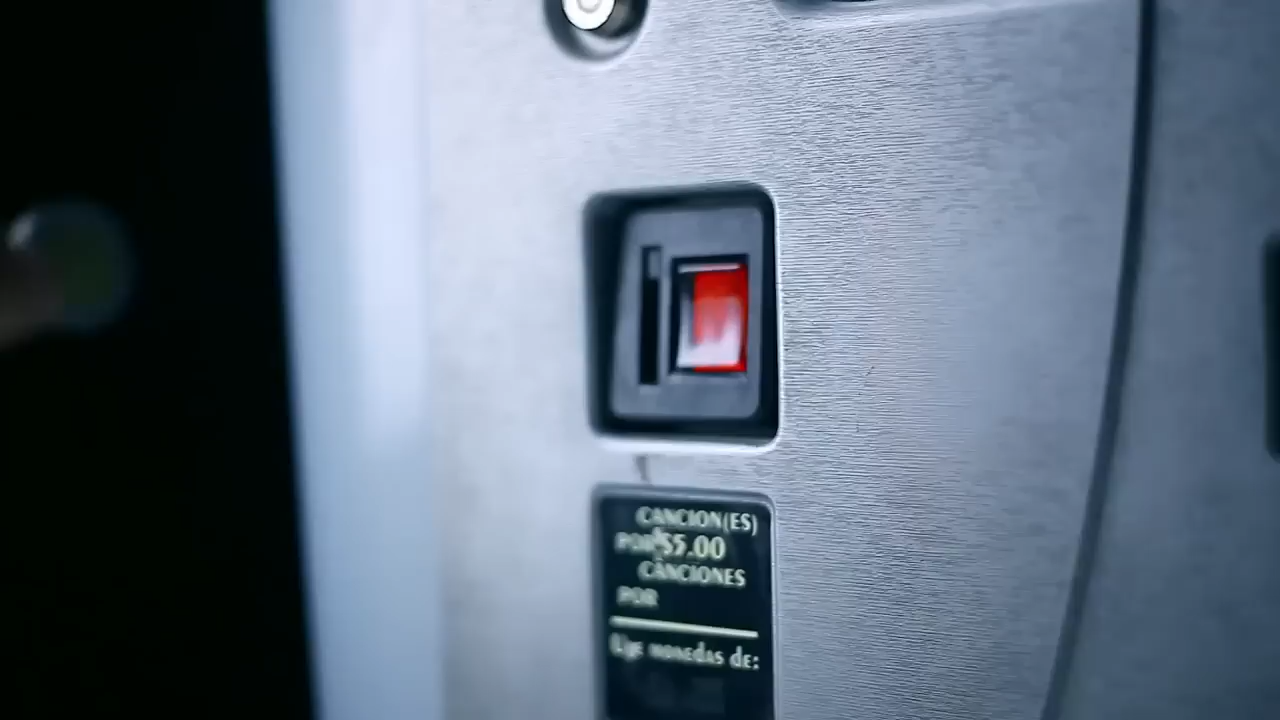 CANCION(ES)
POR $5.00
CANCIONES
POR
Use monedas de: